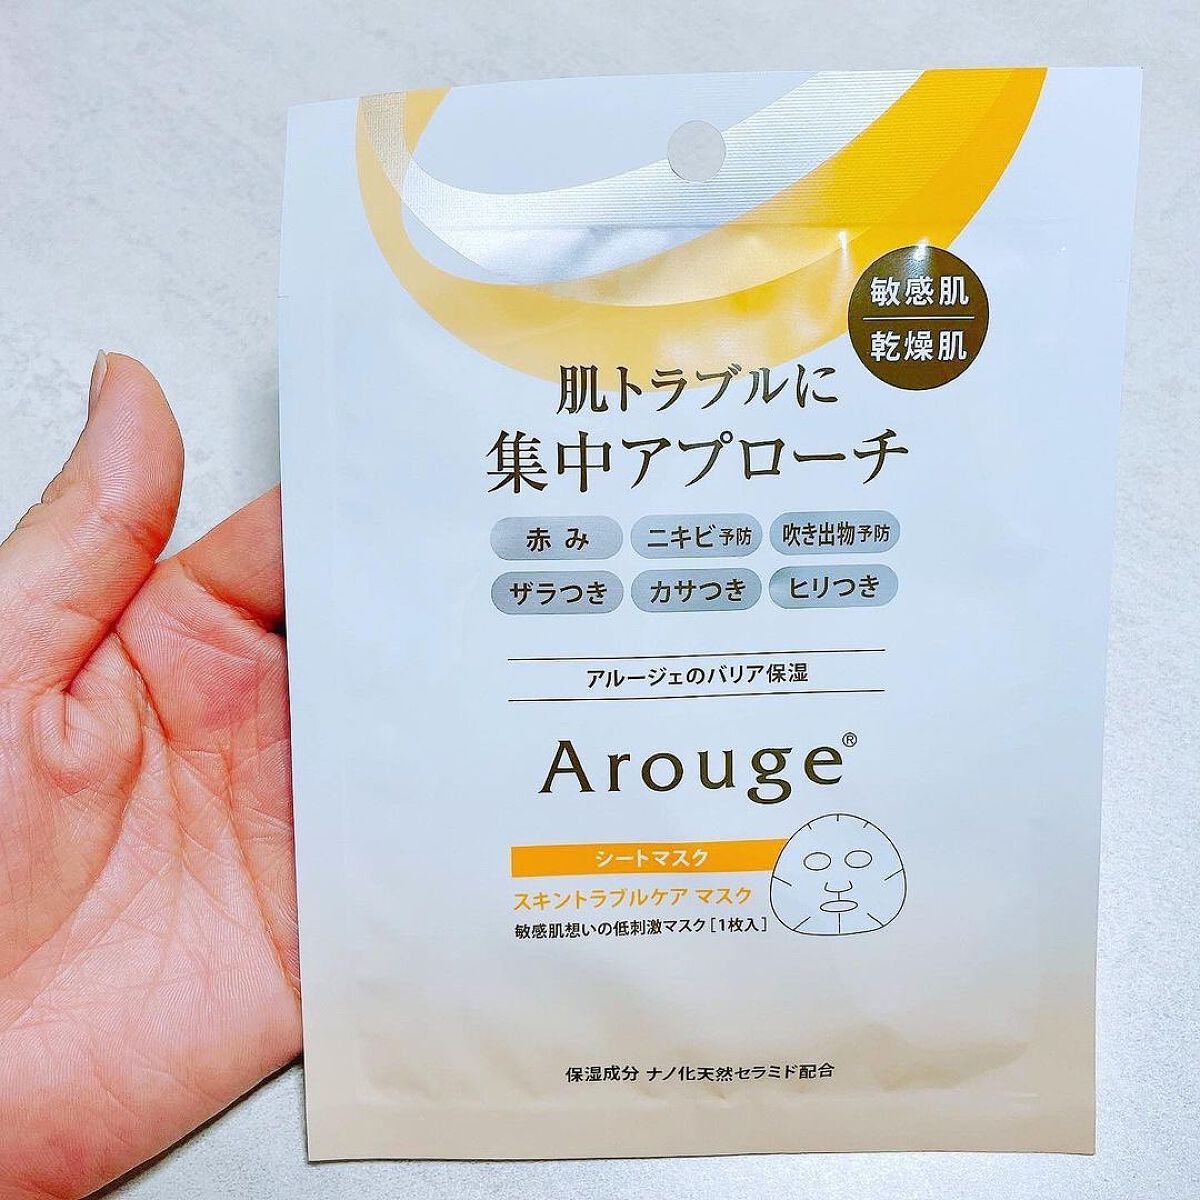 敏感肌
乾燥肌
肌トラブルに
集中アプローチ
赤み ニキビ予防 吹き出物予防
ザラつき カサつき ヒリつき
アルージェのバリア保湿
Arouge®
シートマスク
スキントラブルケア マスク
敏感肌想いの低刺激マスク[1枚入]
保湿成分 ナノ化天然セラミド配合